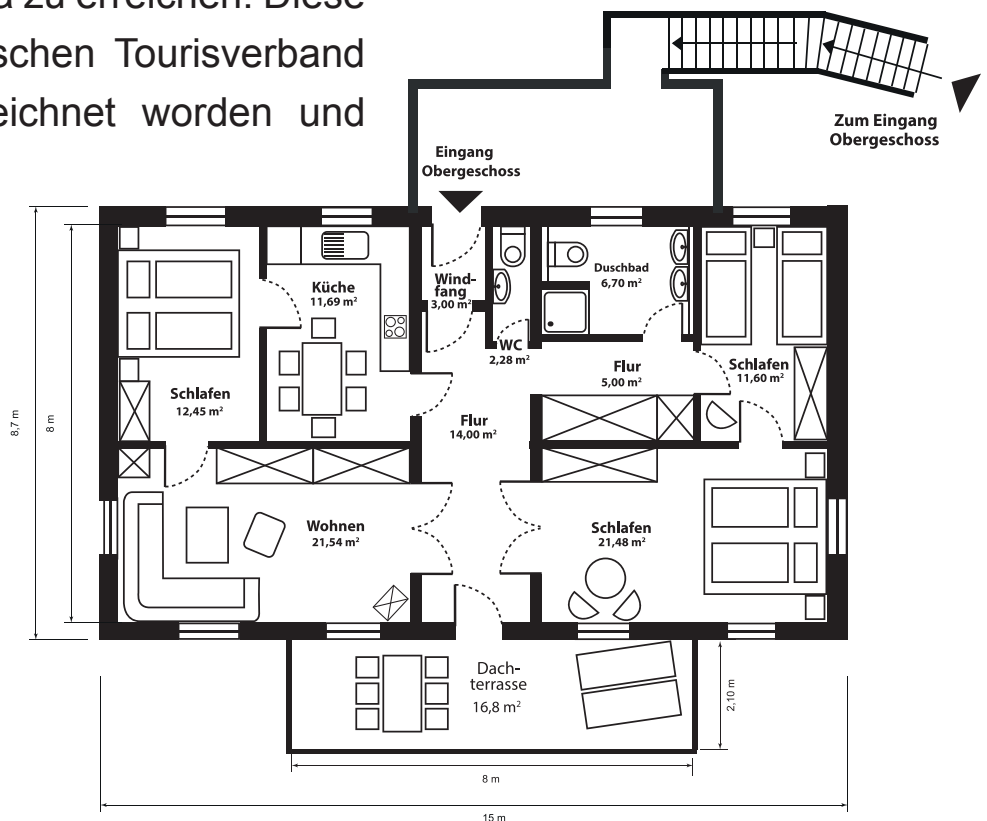 a zu erreichen. Diese
schen Tourisverband
eichnet worden und
Zum Eingang
Obergeschoss
Eingang
Obergeschoss
Küche
11,69 m²
Wind-
fang
3,00 m²
Duschbad
6,70 m²
WC
2,28 m²
Flur
5,00 m²
Schlafen
11,60 m²
Schlafen
12,45 m²
Flur
14,00 m²
8,7 m
8 m
Wohnen
21,54 m²
Schlafen
21,48 m²
Dach-
terrasse
16,8 m²
2,10 m
8 m
15 m